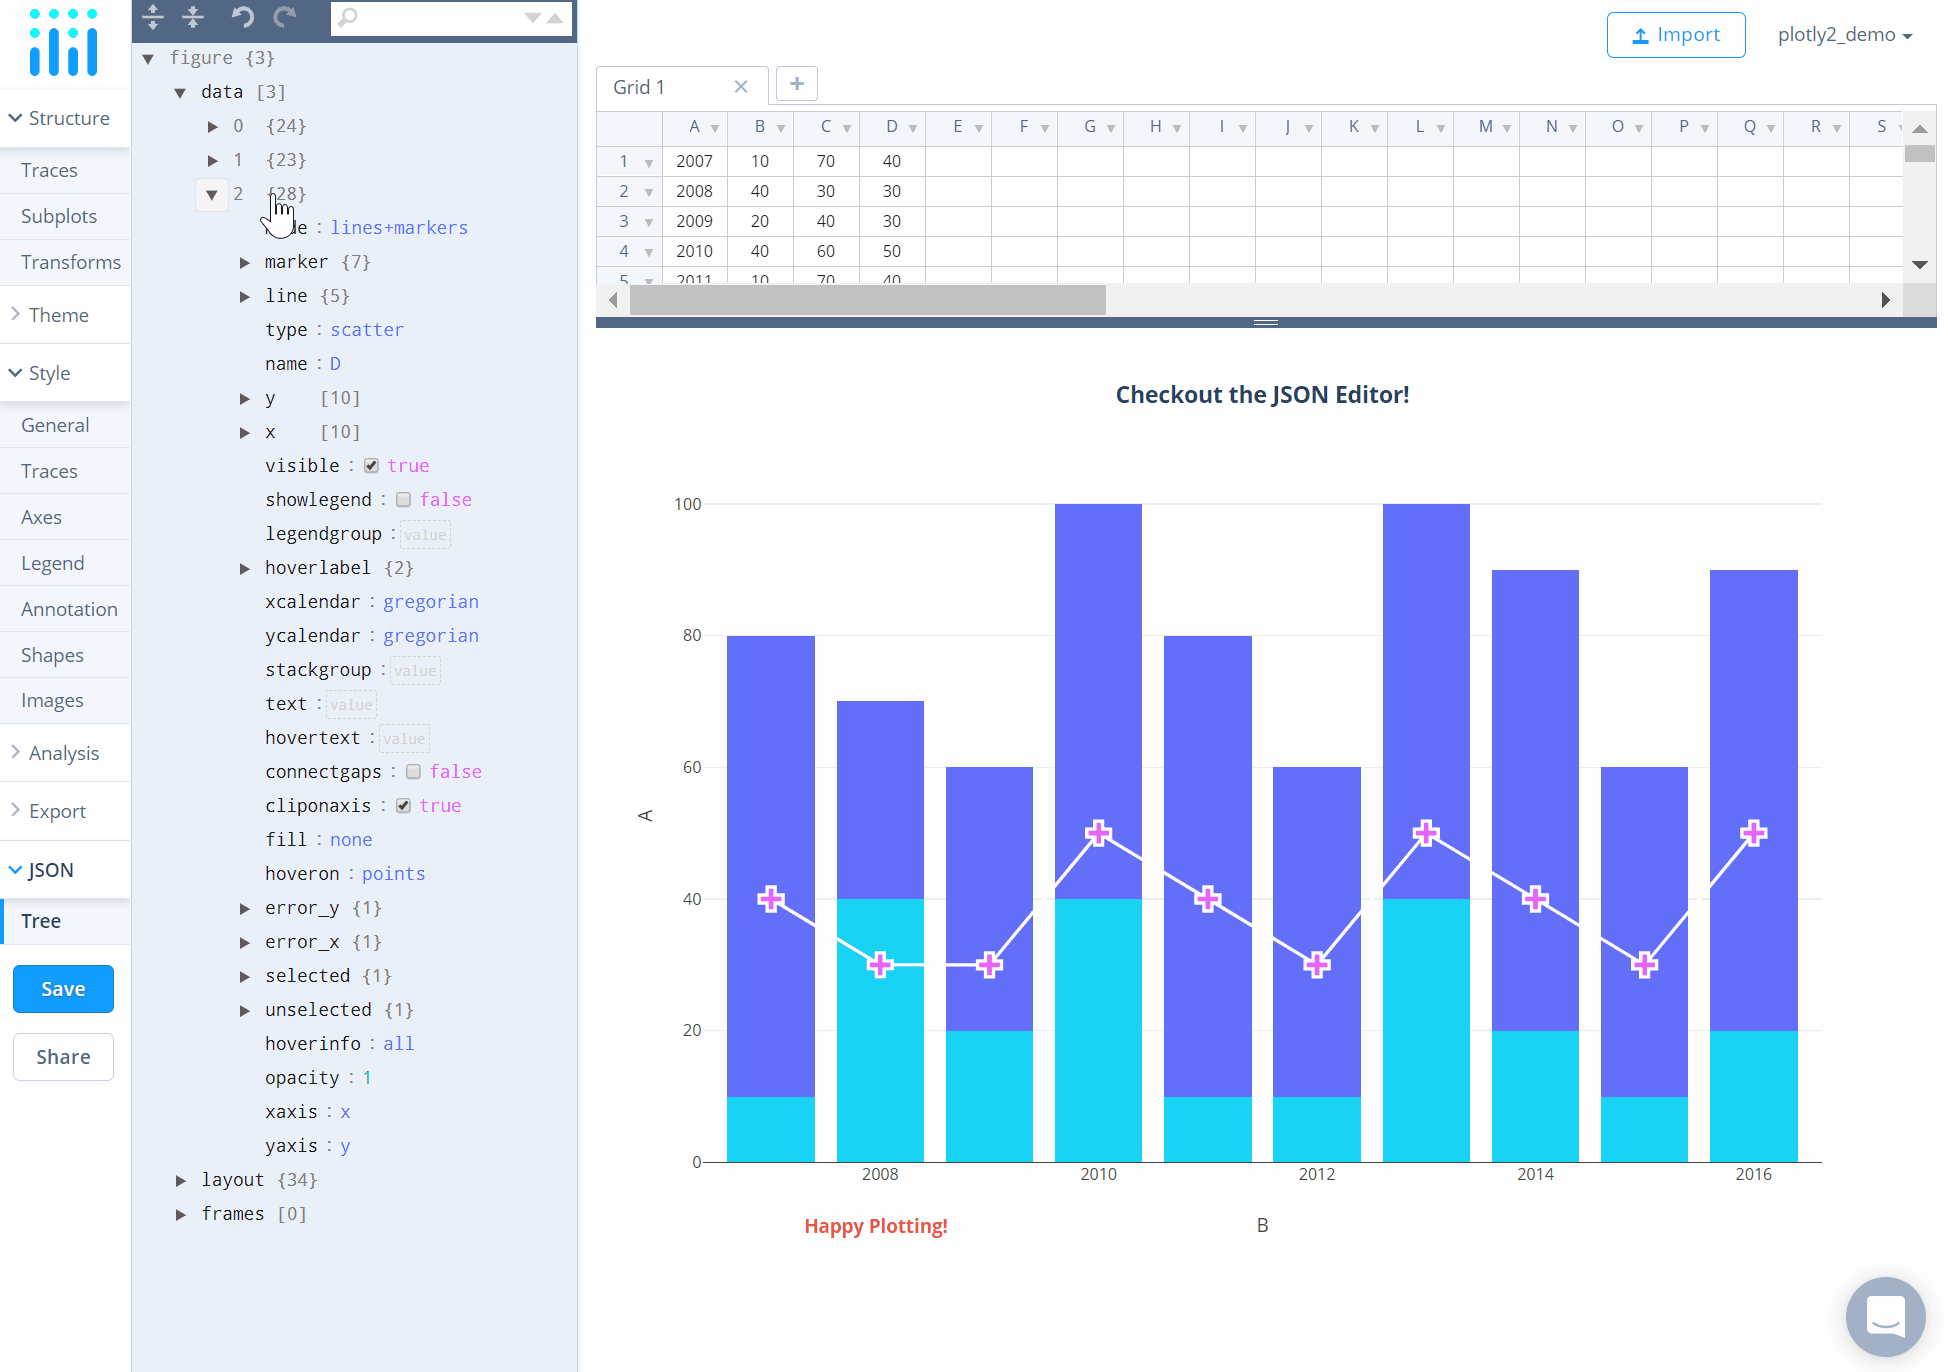 Structure
Traces
Subplots
Transforms
Theme
Style
General
Traces
Axes
Legend
Annotation
Shapes
Images
Analysis
Export
JSON
Tree
Save
Share
figure {3}
data [3]
0 {24}
1 {23}
2 {28}
de : lines+markers
marker {7}
line {5}
type : scatter
name : D
y [10]
x [10]
visible : true
showlegend : false
legendgroup : value
hoverlabel {2}
xcalendar : gregorian
ycalendar : gregorian
stackgroup : value
text : value
hovertext : value
connectgaps : false
cliponaxis : true
fill : none
hoveron : points
error_y {1}
error_x {1}
selected {1}
unselected {1}
hoverinfo : all
opacity : 1
xaxis : x
yaxis : y
layout {34}
frames [0]
Import
plotly2_demo
Grid 1
+
A B C D E F G H I J K L M N O P Q R S
1 2007 10 70 40
2 2008 40 30 30
3 2009 20 40 30
4 2010 40 60 50
5 2011 10 70 40
Checkout the JSON Editor!
100
80
60
40
20
0
A
2008 2010 2012 2014 2016
Happy Plotting!
B